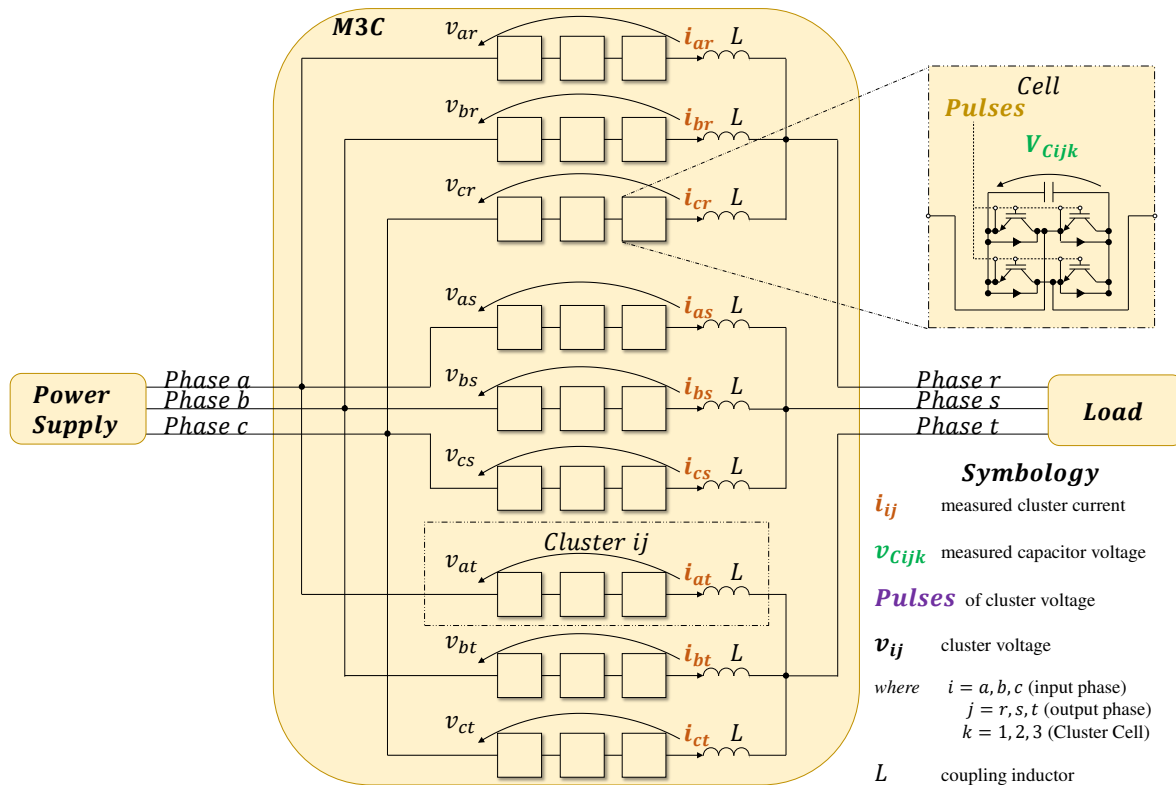 M3C
v_ar i_ar L
v_br i_br L
v_cr i_cr L
v_as i_as L
v_bs i_bs L
v_cs i_cs L
Cluster ij
v_at i_at L
v_bt i_bt L
v_ct i_ct L
Power
Supply
Phase a
Phase b
Phase c
Cell
Pulses
V_Cijk
Phase r
Phase s
Phase t
Load
Symbology
i_ij measured cluster current
v_Cijk measured capacitor voltage
Pulses of cluster voltage
v_ij cluster voltage
where i = a, b, c (input phase)
j = r, s, t (output phase)
k = 1, 2, 3 (Cluster Cell)
L coupling inductor